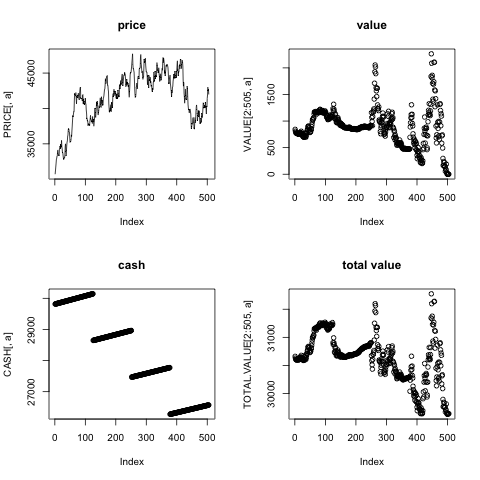 price
PRICE[, a]
45000
35000
0 100 200 300 400 500
Index
value
VALUE[2:505, a]
1500
500
0
0 100 200 300 400 500
Index
cash
CASH[, a]
29000
27000
0 100 200 300 400 500
Index
total value
TOTAL.VALUE[2:505, a]
31000
30000
0 100 200 300 400 500
Index